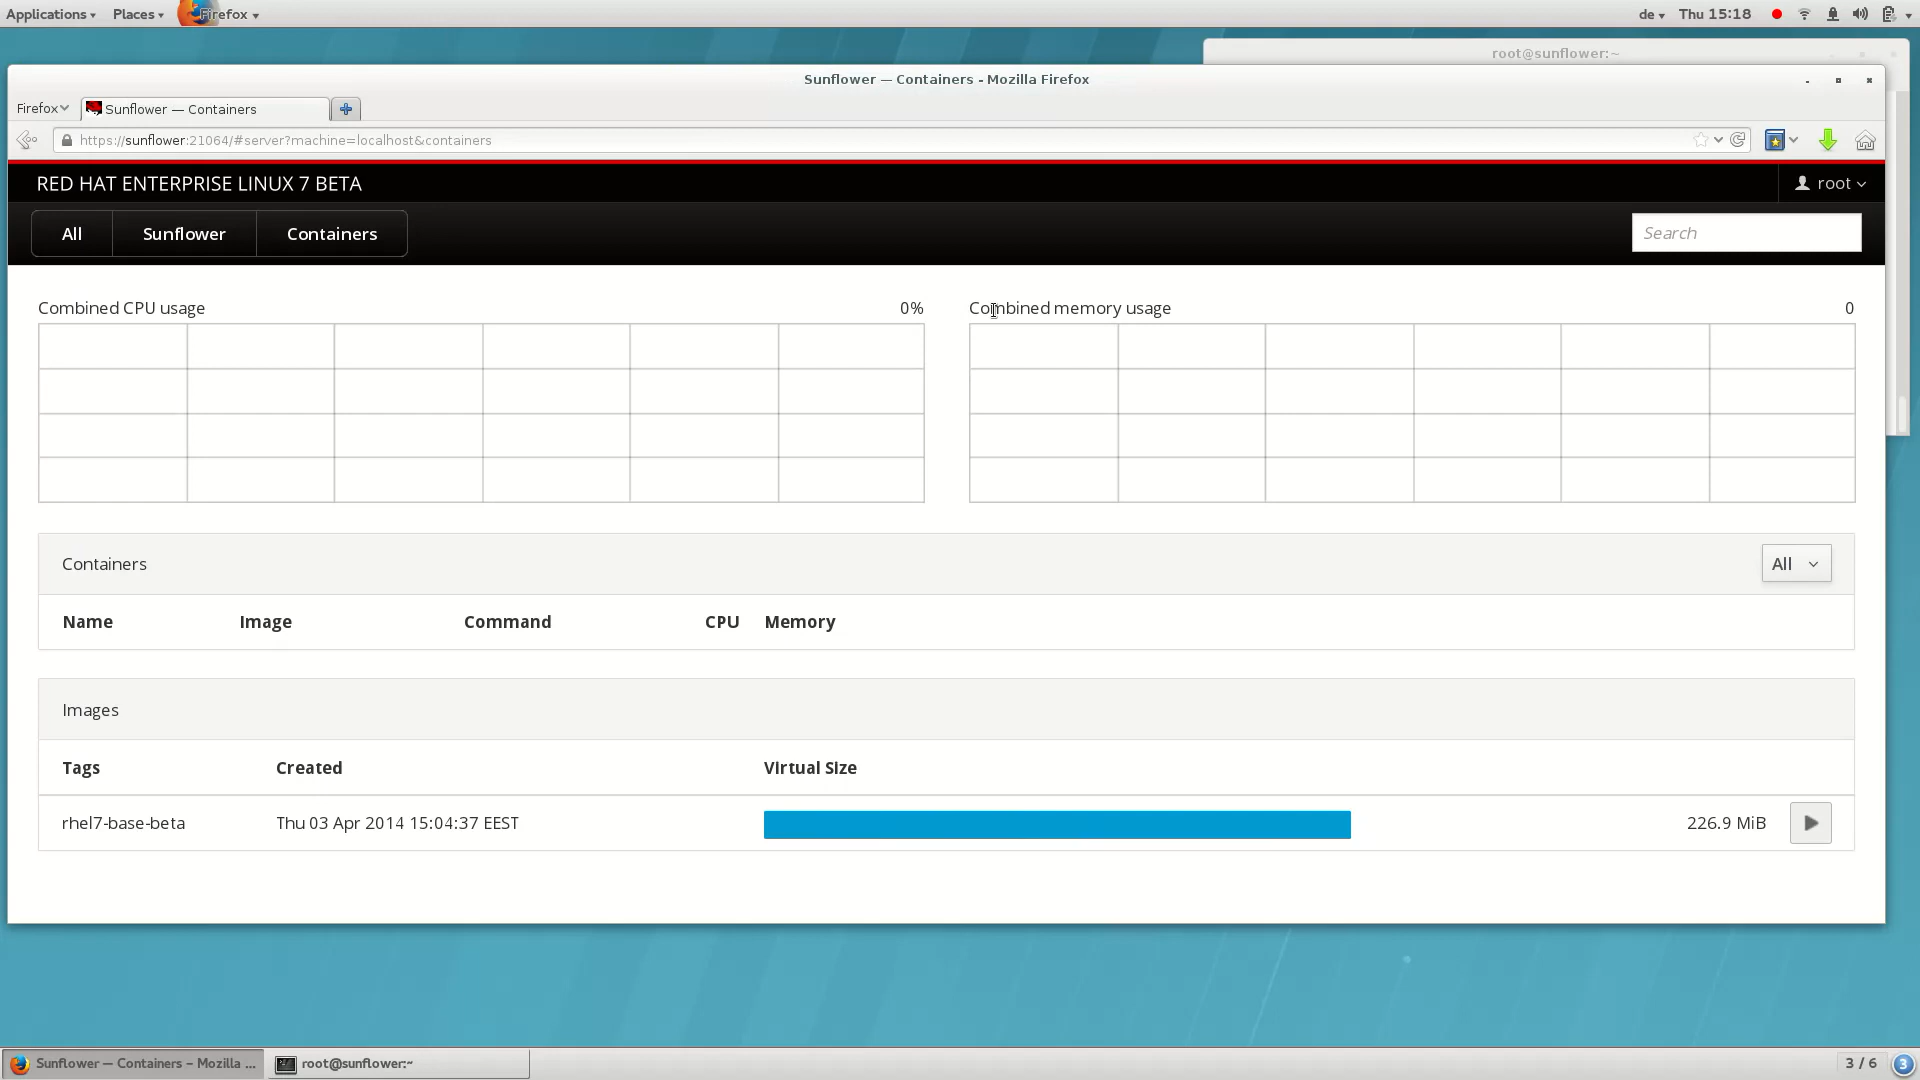 Applications Places Firefox de Thu 15:18
root@sunflower:~
Sunflower — Containers - Mozilla Firefox
Firefox Sunflower — Containers
https://sunflower:21064/#server?machine=localhost&containers
RED HAT ENTERPRISE LINUX 7 BETA root
All Sunflower Containers Search
Combined CPU usage 0% Combined memory usage 0
Containers All
Name Image Command CPU Memory
Images
Tags Created Virtual Size
rhel7-base-beta Thu 03 Apr 2014 15:04:37 EEST 226.9 MiB
Sunflower — Containers - Mozilla ... root@sunflower:~ 3 / 6 3